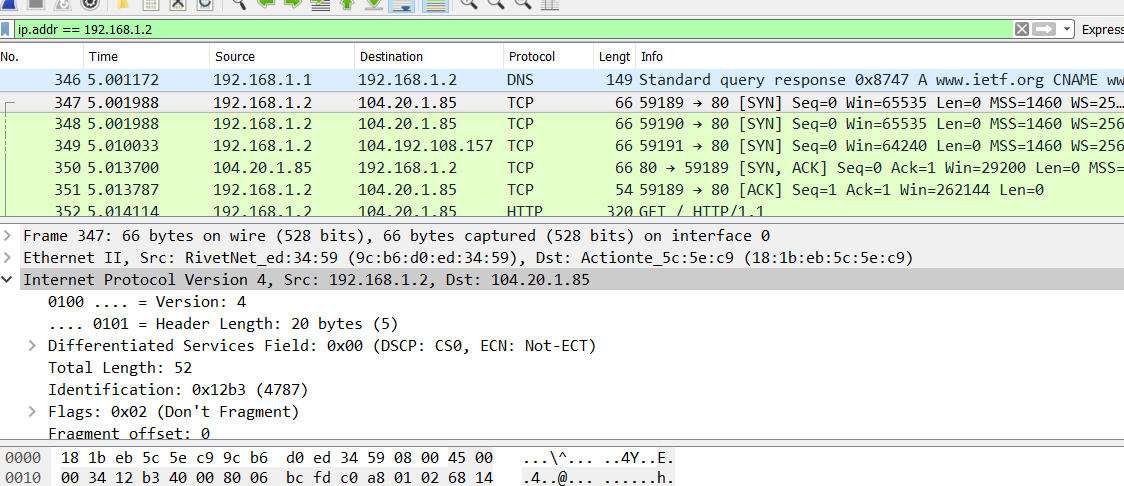 ip.addr == 192.168.1.2 Express
No. Time Source Destination Protocol Lengt Info
346 5.001172 192.168.1.1 192.168.1.2 DNS 149 Standard query response 0x8747 A www.ietf.org CNAME ww
347 5.001988 192.168.1.2 104.20.1.85 TCP 66 59189 → 80 [SYN] Seq=0 Win=65535 Len=0 MSS=1460 WS=25…
348 5.001988 192.168.1.2 104.20.1.85 TCP 66 59190 → 80 [SYN] Seq=0 Win=65535 Len=0 MSS=1460 WS=256
349 5.010033 192.168.1.2 104.192.108.157 TCP 66 59191 → 80 [SYN] Seq=0 Win=64240 Len=0 MSS=1460 WS=256
350 5.013700 104.20.1.85 192.168.1.2 TCP 66 80 → 59189 [SYN, ACK] Seq=0 Ack=1 Win=29200 Len=0 MSS=
351 5.013787 192.168.1.2 104.20.1.85 TCP 54 59189 → 80 [ACK] Seq=1 Ack=1 Win=262144 Len=0
352 5.014114 192.168.1.2 104.20.1.85 HTTP 320 GET / HTTP/1.1
Frame 347: 66 bytes on wire (528 bits), 66 bytes captured (528 bits) on interface 0
Ethernet II, Src: RivetNet_ed:34:59 (9c:b6:d0:ed:34:59), Dst: Actionte_5c:5e:c9 (18:1b:eb:5c:5e:c9)
Internet Protocol Version 4, Src: 192.168.1.2, Dst: 104.20.1.85
0100 .... = Version: 4
.... 0101 = Header Length: 20 bytes (5)
Differentiated Services Field: 0x00 (DSCP: CS0, ECN: Not-ECT)
Total Length: 52
Identification: 0x12b3 (4787)
Flags: 0x02 (Don't Fragment)
Fragment offset: 0
0000 18 1b eb 5c 5e c9 9c b6 d0 ed 34 59 08 00 45 00 ...\^... ..4Y..E.
0010 00 34 12 b3 40 00 80 06 bc fd c0 a8 01 02 68 14 .4..@... ......h.